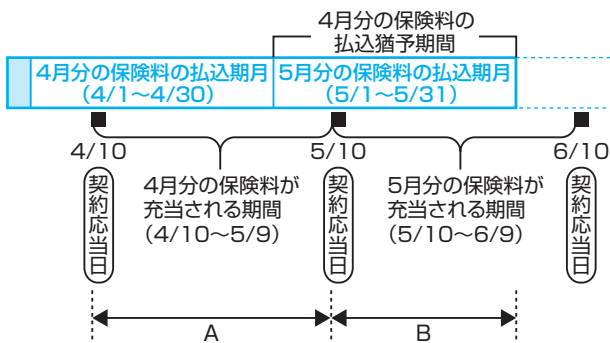 4月分の保険料の
払込猶予期間
4月分の保険料の払込期月
(4/1〜4/30)
5月分の保険料の払込期月
(5/1〜5/31)
4/10
5/10
6/10
契約応当日
4月分の保険料が
充当される期間
(4/10〜5/9)
契約応当日
5月分の保険料が
充当される期間
(5/10〜6/9)
契約応当日
A
B